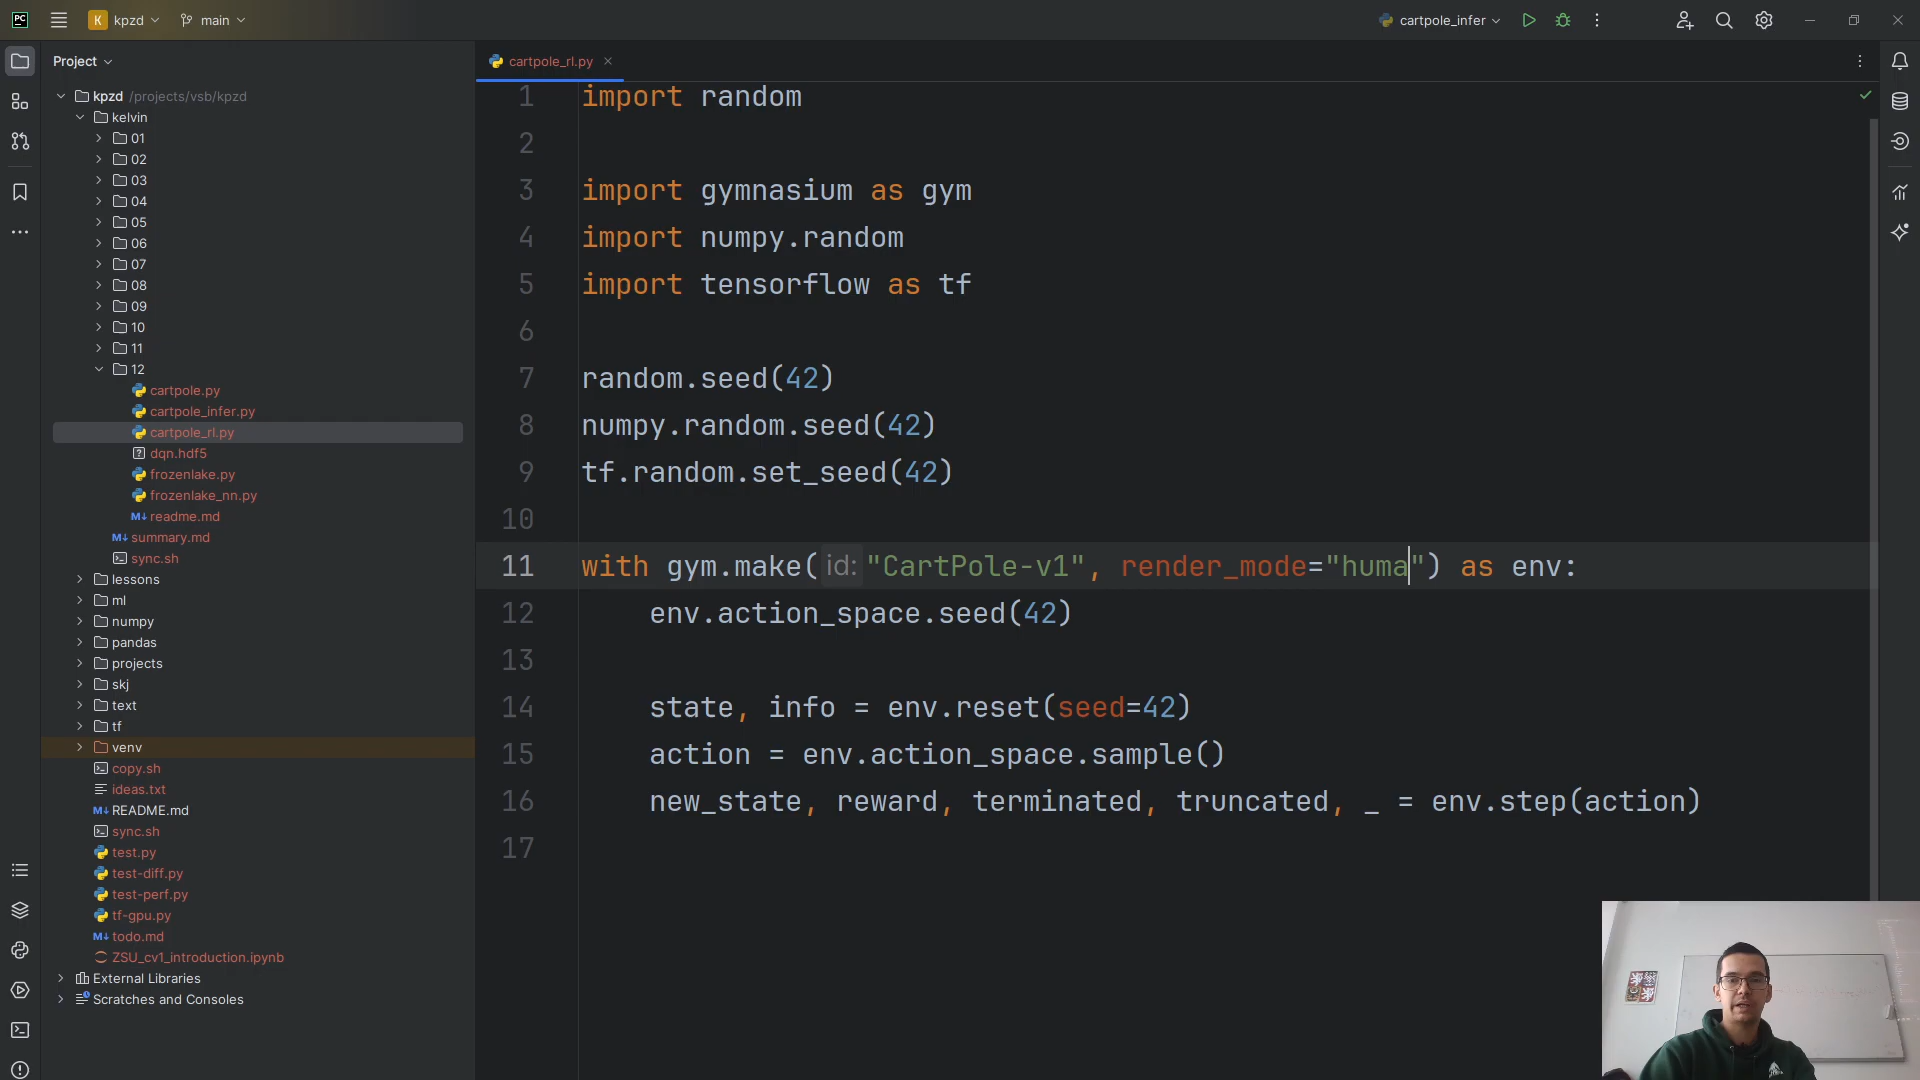 PC
K kpzd
main
cartpole_infer
Project
cartpole_rl.py
kpzd /projects/vsb/kpzd
kelvin
01
02
03
04
05
06
07
08
09
10
11
12
cartpole.py
cartpole_infer.py
cartpole_rl.py
dqn.hdf5
frozenlake.py
frozenlake_nn.py
readme.md
summary.md
sync.sh
lessons
ml
numpy
pandas
projects
skj
text
tf
venv
copy.sh
ideas.txt
README.md
sync.sh
test.py
test-diff.py
test-perf.py
tf-gpu.py
todo.md
ZSU_cv1_introduction.ipynb
External Libraries
Scratches and Consoles
1 import random
2
3 import gymnasium as gym
4 import numpy.random
5 import tensorflow as tf
6
7 random.seed(42)
8 numpy.random.seed(42)
9 tf.random.set_seed(42)
10
11 with gym.make(id:"CartPole-v1", render_mode="huma") as env:
12 env.action_space.seed(42)
13
14 state, info = env.reset(seed=42)
15 action = env.action_space.sample()
16 new_state, reward, terminated, truncated, _ = env.step(action)
17